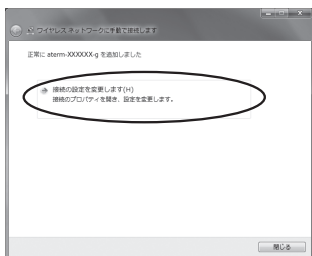 ワイヤレス ネットワークに手動で接続します
正常に aterm-XXXXXX-g を追加しました
接続の設定を変更します(H)
接続のプロパティを開き、設定を変更します。
閉じる